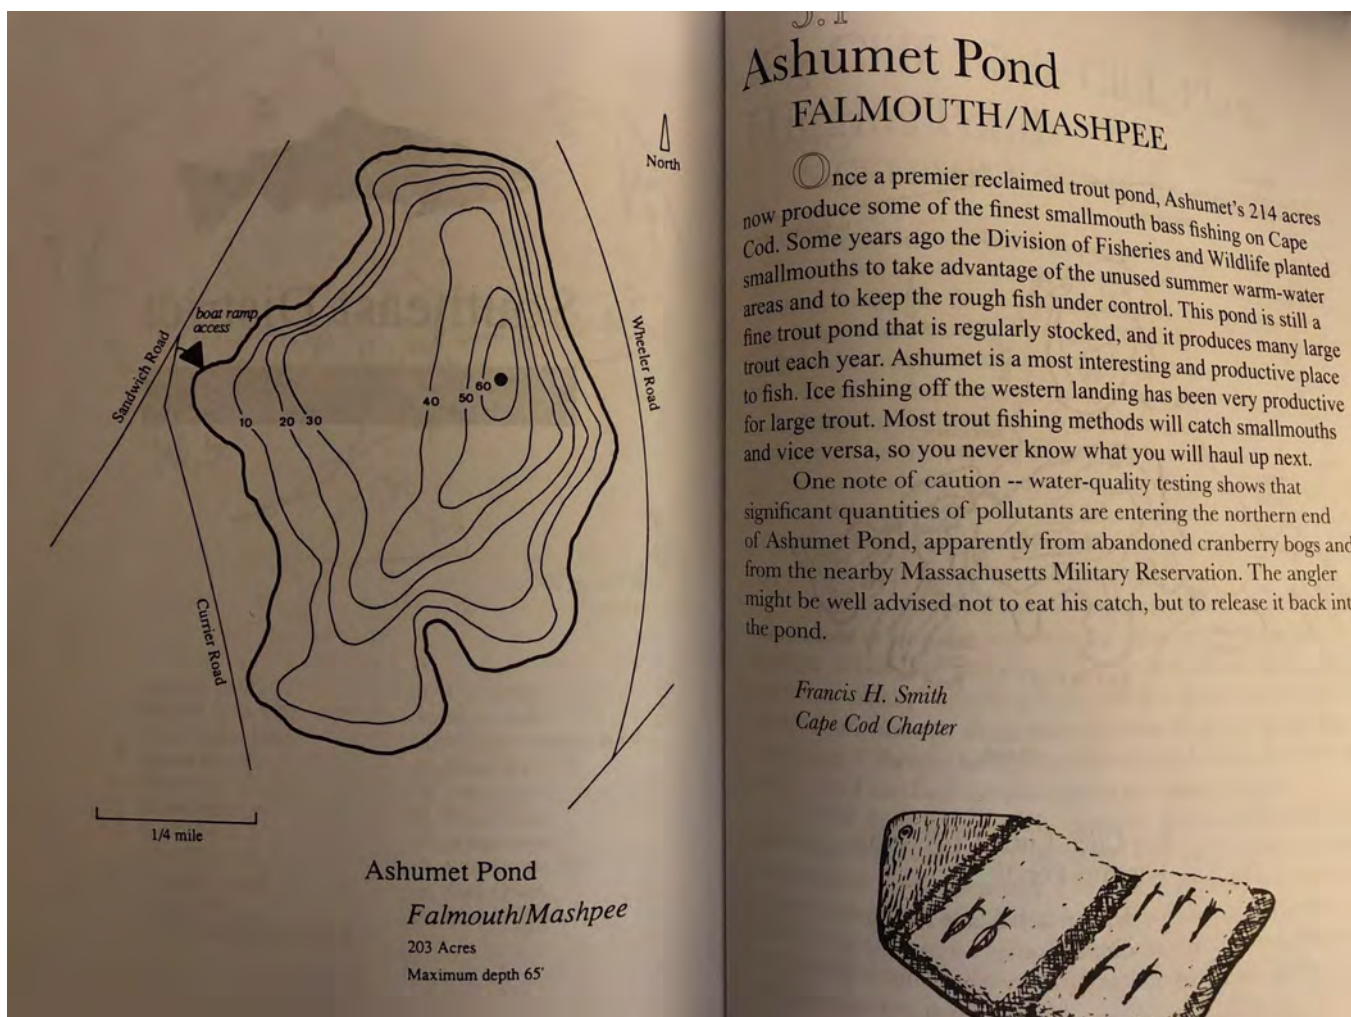 North
boat ramp
access
Sandwich Road
Wheeler Road
Currier Road
10
20
30
40
50
60
1/4 mile
Ashumet Pond
Falmouth/Mashpee
203 Acres
Maximum depth 65'
Ashumet Pond
FALMOUTH/MASHPEE
Once a premier reclaimed trout pond, Ashumet's 214 acres
now produce some of the finest smallmouth bass fishing on Cape
Cod. Some years ago the Division of Fisheries and Wildlife planted
smallmouths to take advantage of the unused summer warm-water
areas and to keep the rough fish under control. This pond is still a
fine trout pond that is regularly stocked, and it produces many large
trout each year. Ashumet is a most interesting and productive place
to fish. Ice fishing off the western landing has been very productive
for large trout. Most trout fishing methods will catch smallmouths
and vice versa, so you never know what you will haul up next.
One note of caution -- water-quality testing shows that
significant quantities of pollutants are entering the northern end
of Ashumet Pond, apparently from abandoned cranberry bogs and
from the nearby Massachusetts Military Reservation. The angler
might be well advised not to eat his catch, but to release it back int
the pond.
Francis H. Smith
Cape Cod Chapter